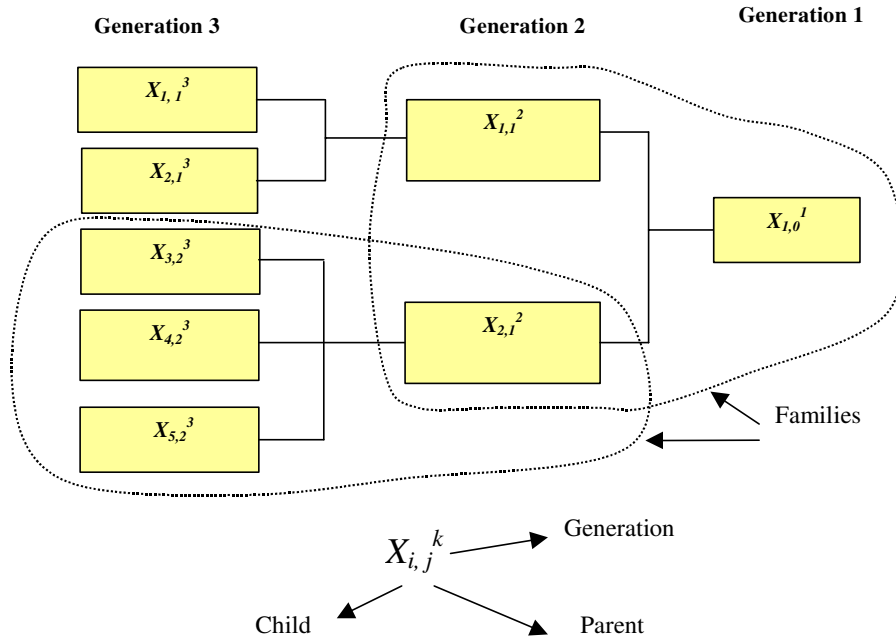 Generation 3
Generation 2
Generation 1
X1, 1^3
X2,1^3
X3,2^3
X4,2^3
X5,2^3
X1,1^2
X2,1^2
X1,0^1
Families
Xi, j^k
Generation
Child
Parent